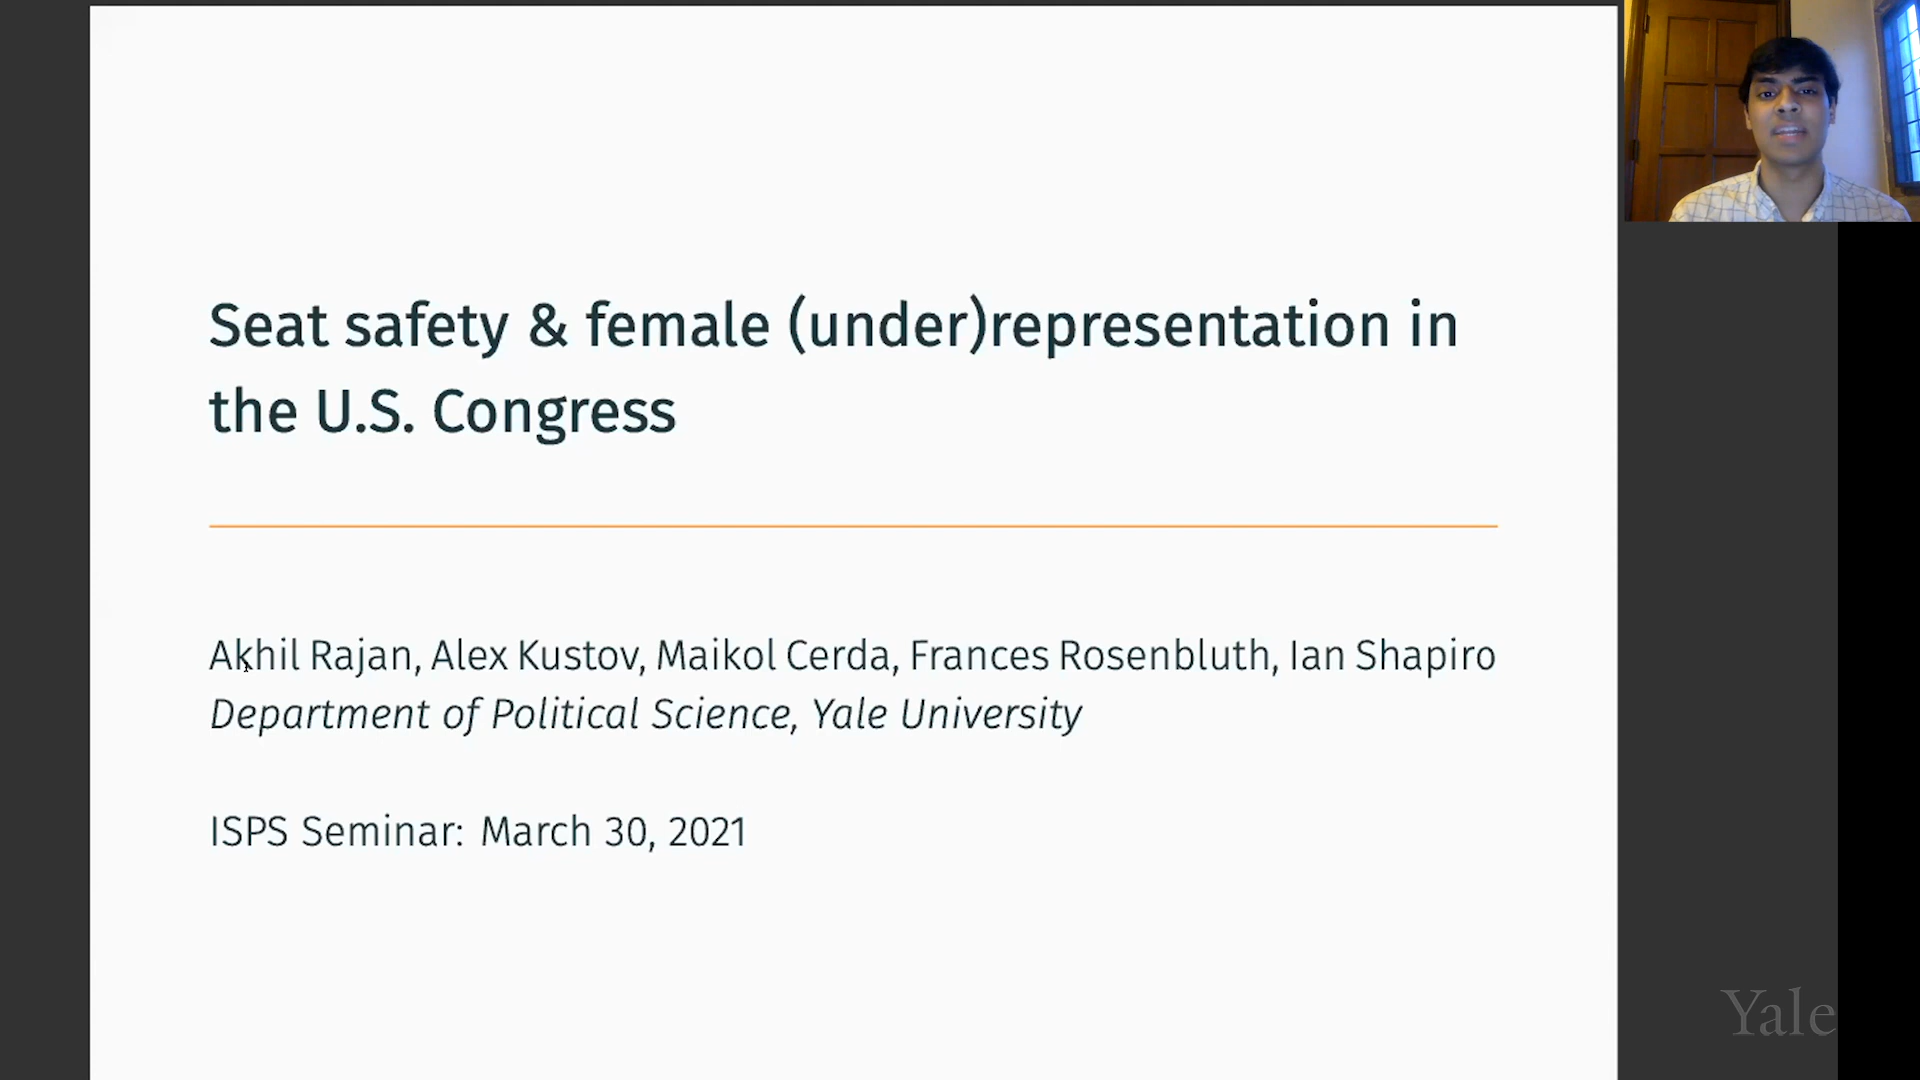 Seat safety & female (under)representation in
the U.S. Congress
Akhil Rajan, Alex Kustov, Maikol Cerda, Frances Rosenbluth, Ian Shapiro
Department of Political Science, Yale University
ISPS Seminar: March 30, 2021
Yale